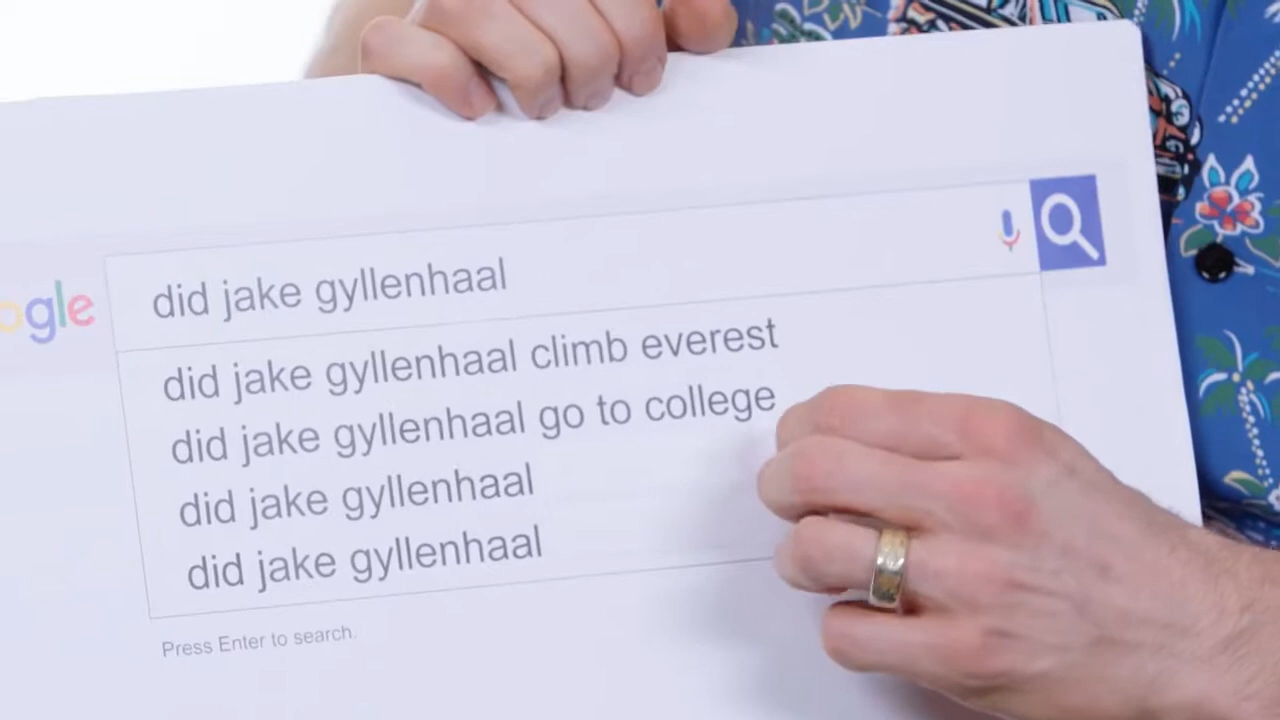 ogle
did jake gyllenhaal
did jake gyllenhaal climb everest
did jake gyllenhaal go to college
did jake gyllenhaal
did jake gyllenhaal
Press Enter to search.